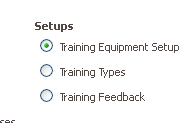 Setups
Training Equipment Setup
Training Types
Training Feedback